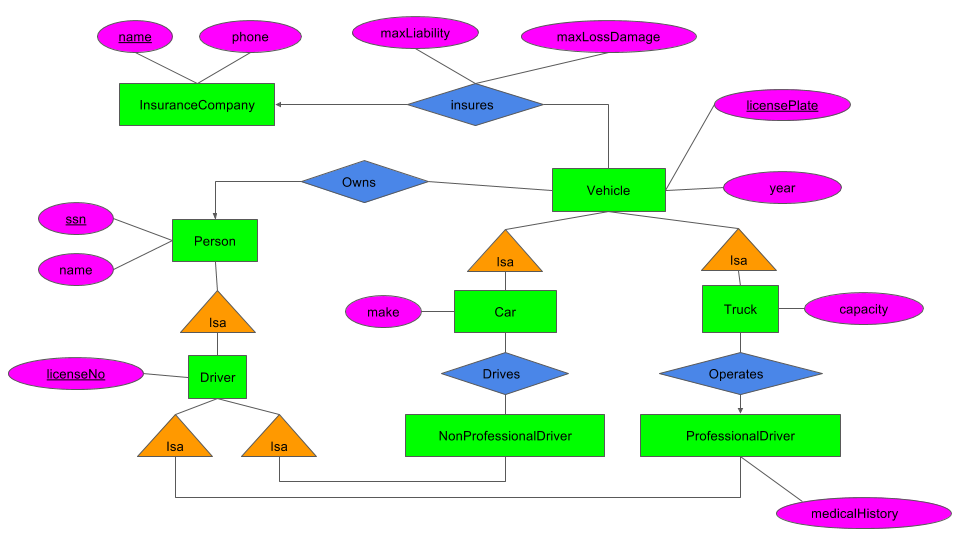 name
phone
maxLiability
maxLossDamage
InsuranceCompany
insures
licensePlate
Owns
Vehicle
year
ssn
Person
name
Isa
Isa
Isa
make
Car
Truck
capacity
licenseNo
Driver
Drives
Operates
Isa
Isa
NonProfessionalDriver
ProfessionalDriver
medicalHistory